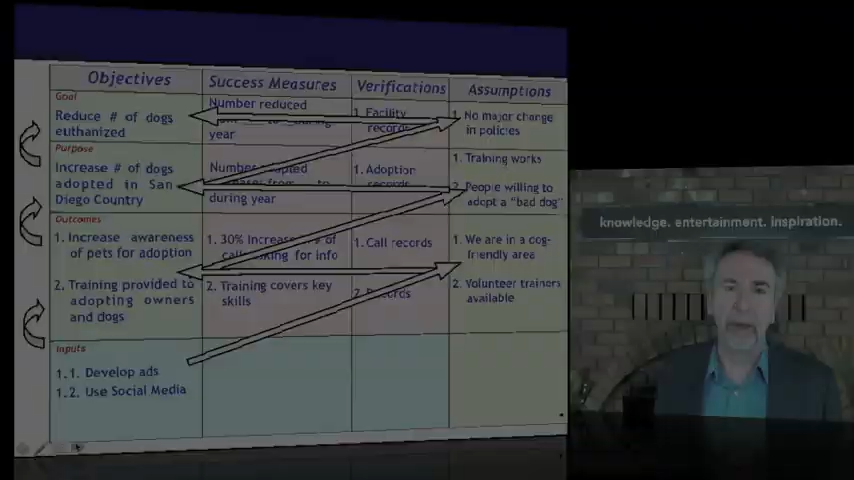 Objectives
Success Measures
Verifications
Assumptions
Goal
Reduce # of dogs
euthanized
Number reduced
year
1. Facility
records
1. No major change
in policies
Purpose
Increase # of dogs
adopted in San
Diego Country
Number adopted
during year
1. Adoption
records
1. Training works
2. People willing to
adopt a "bad dog"
Outcomes
1. Increase awareness
of pets for adoption
2. Training provided to
adopting owners
and dogs
1. 30% Increase # of
for info
2. Training covers key
skills
1. Call records
2. Records
1. We are in a dog-
friendly area
2. Volunteer trainers
available
Inputs
1.1. Develop ads
1.2. Use Social Media
knowledge. entertainment. inspiration.